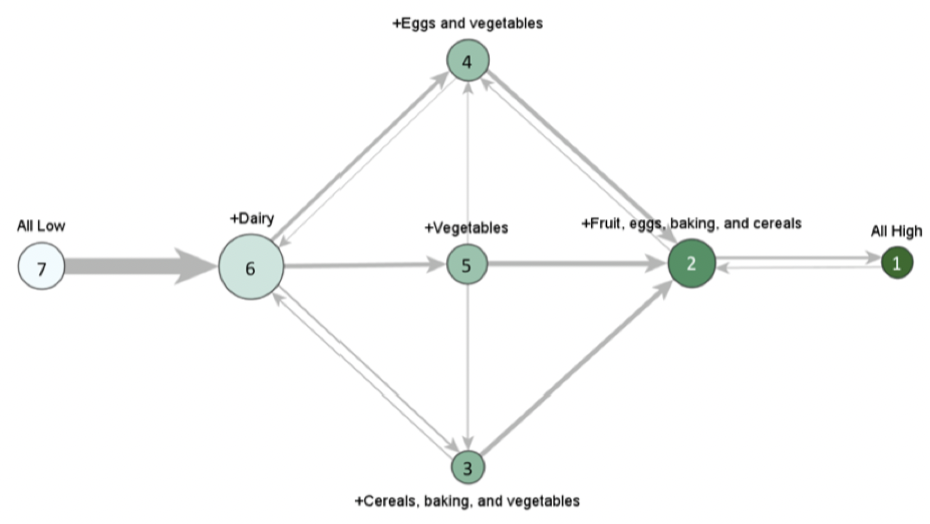 +Eggs and vegetables
4
All Low
+Dairy
+Vegetables
+Fruit, eggs, baking, and cereals
All High
7
6
5
2
1
3
+Cereals, baking, and vegetables